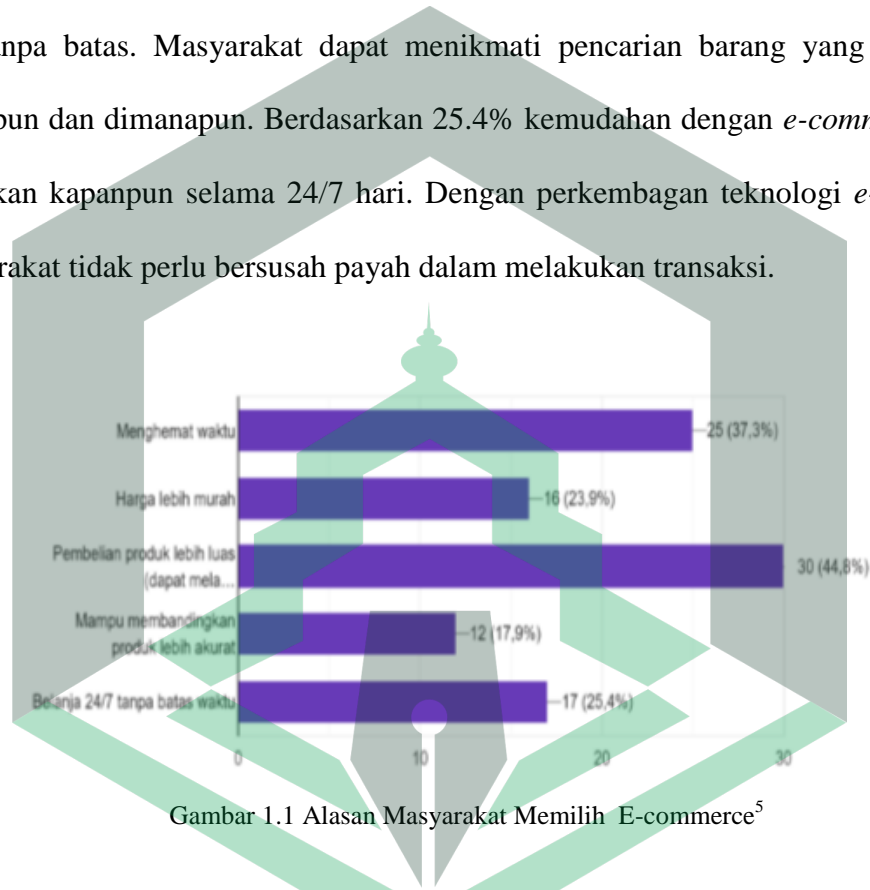 npa batas. Masyarakat dapat menikmati pencarian barang yang
pun dan dimanapun. Berdasarkan 25.4% kemudahan dengan e-comm
kan kapanpun selama 24/7 hari. Dengan perkembagan teknologi e-
rakat tidak perlu bersusah payah dalam melakukan transaksi.
Menghemat waktu 25 (37,3%)
Harga lebih murah 16 (23,9%)
Pembelian produk lebih luas
(dapat mela... 30 (44,8%)
Mampu membandingkan
produk lebih akurat 12 (17,9%)
Belanja 24/7 tanpa batas waktu 17 (25,4%)
0 10 20 30
Gambar 1.1 Alasan Masyarakat Memilih E-commerce5